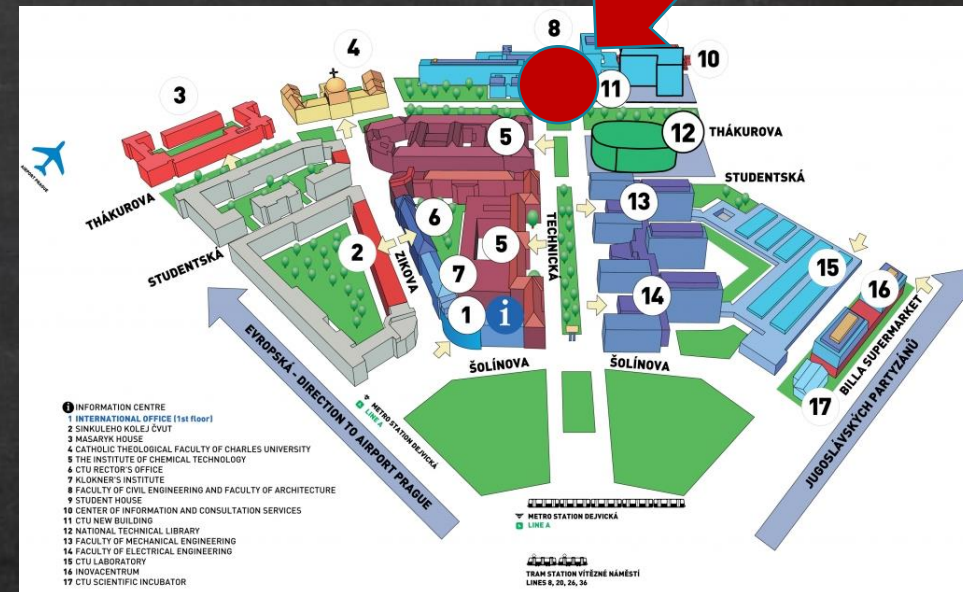 8
4
10
3
11
12
THÁKUROVA
5
AIRPORT PRAGUE
STUDENTSKÁ
THÁKUROVA
13
6
TECHNICKÁ
STUDENTSKÁ
2
ZIKOVA
5
15
7
16
14
1
i
BILLA SUPERMARKET
EVROPSKÁ - DIRECTION TO AIRPORT PRAGUE
ŠOLÍNOVA
ŠOLÍNOVA
17
JUGOSLÁVSKÝCH PARTYZÁNŮ
METRO STATION DEJVICKÁ
LINE A
i INFORMATION CENTRE
1 INTERNATIONAL OFFICE (1st floor)
2 SINKULEHO KOLEJ ČVUT
3 MASARYK HOUSE
4 CATHOLIC THEOLOGICAL FACULTY OF CHARLES UNIVERSITY
5 THE INSTITUTE OF CHEMICAL TECHNOLOGY
6 CTU RECTOR'S OFFICE
7 KLOKNER'S INSTITUTE
8 FACULTY OF CIVIL ENGINEERING AND FACULTY OF ARCHITECTURE
9 STUDENT HOUSE
10 CENTER OF INFORMATION AND CONSULTATION SERVICES
11 CTU NEW BUILDING
12 NATIONAL TECHNICAL LIBRARY
13 FACULTY OF MECHANICAL ENGINEERING
14 FACULTY OF ELECTRICAL ENGINEERING
15 CTU LABORATORY
16 INOVACENTRUM
17 CTU SCIENTIFIC INCUBATOR
METRO STATION DEJVICKÁ
LINE A
TRAM STATION VÍTĚZNÉ NÁMĚSTÍ
LINES 8, 20, 26, 36